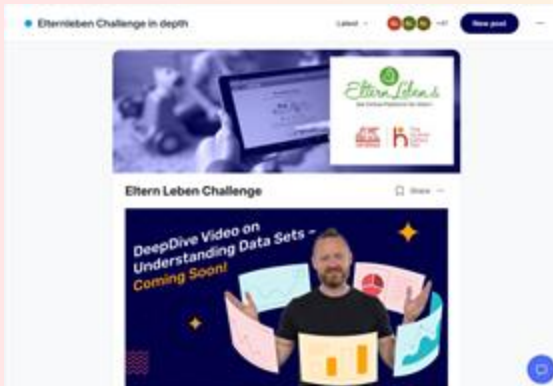 Elternleben Challenge in depth
Latest
New post
ElternLeben.de
Eltern Leben Challenge
Share
DeepDive Video on
Understanding Data Sets –
Coming Soon!